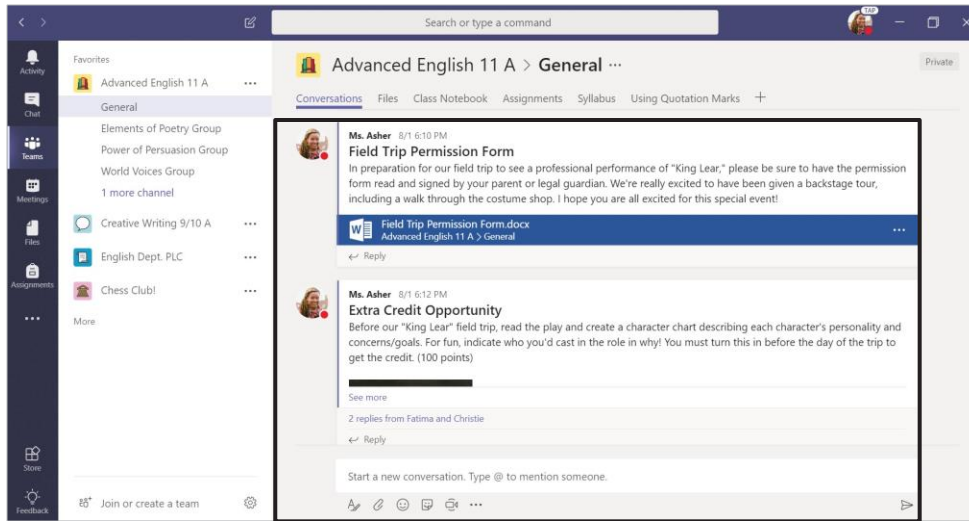 Search or type a command
TAP
Activity
Chat
Teams
Meetings
Files
Assignments
Store
Feedback
Favorites
Advanced English 11 A
General
Elements of Poetry Group
Power of Persuasion Group
World Voices Group
1 more channel
Creative Writing 9/10 A
English Dept. PLC
Chess Club!
More
Join or create a team
Advanced English 11 A > General
Private
Conversations Files Class Notebook Assignments Syllabus Using Quotation Marks
Ms. Asher 8/1 6:10 PM
Field Trip Permission Form
In preparation for our field trip to see a professional performance of "King Lear," please be sure to have the permission
form read and signed by your parent or legal guardian. We're really excited to have been given a backstage tour,
including a walk through the costume shop. I hope you are all excited for this special event!
Field Trip Permission Form.docx
Advanced English 11 A > General
Reply
Ms. Asher 8/1 6:12 PM
Extra Credit Opportunity
Before our "King Lear" field trip, read the play and create a character chart describing each character's personality and
concerns/goals. For fun, indicate who you'd cast in the role in why! You must turn this in before the day of the trip to
get the credit. (100 points)
See more
2 replies from Fatima and Christie
Reply
Start a new conversation. Type @ to mention someone.